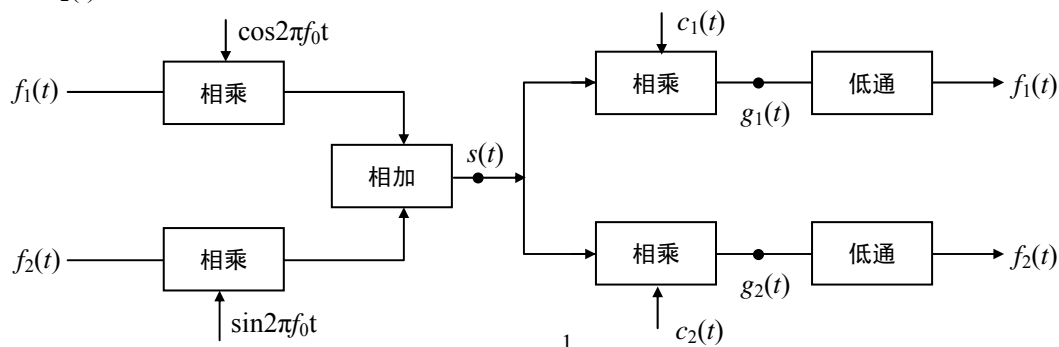 cos2πf₀t
c₁(t)
f₁(t)
相乘
相乘
低通
f₁(t)
g₁(t)
s(t)
相加
f₂(t)
相乘
相乘
低通
f₂(t)
g₂(t)
sin2πf₀t
c₂(t)
1